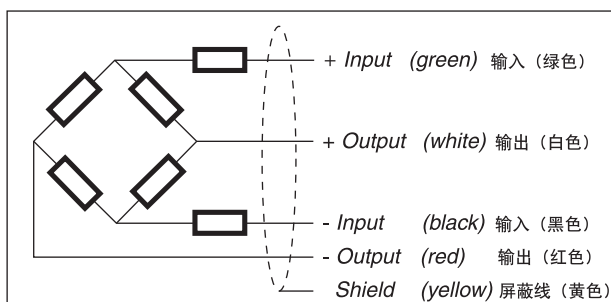 + Input (green) 输入（绿色）
+ Output (white) 输出（白色）
- Input (black) 输入（黑色）
- Output (red) 输出（红色）
Shield (yellow) 屏蔽线（黄色）